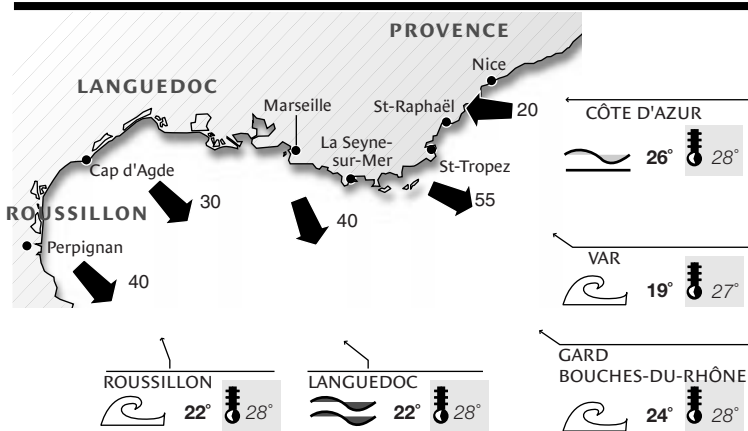 PROVENCE
Nice
LANGUEDOC
Marseille
St-Raphaël
20
La Seyne-
sur-Mer
St-Tropez
Cap d'Agde
30
40
55
ROUSSILLON
Perpignan
40
CÔTE D'AZUR
26° 28°
VAR
19° 27°
GARD
BOUCHES-DU-RHÔNE
24° 28°
ROUSSILLON
22° 28°
LANGUEDOC
22° 28°